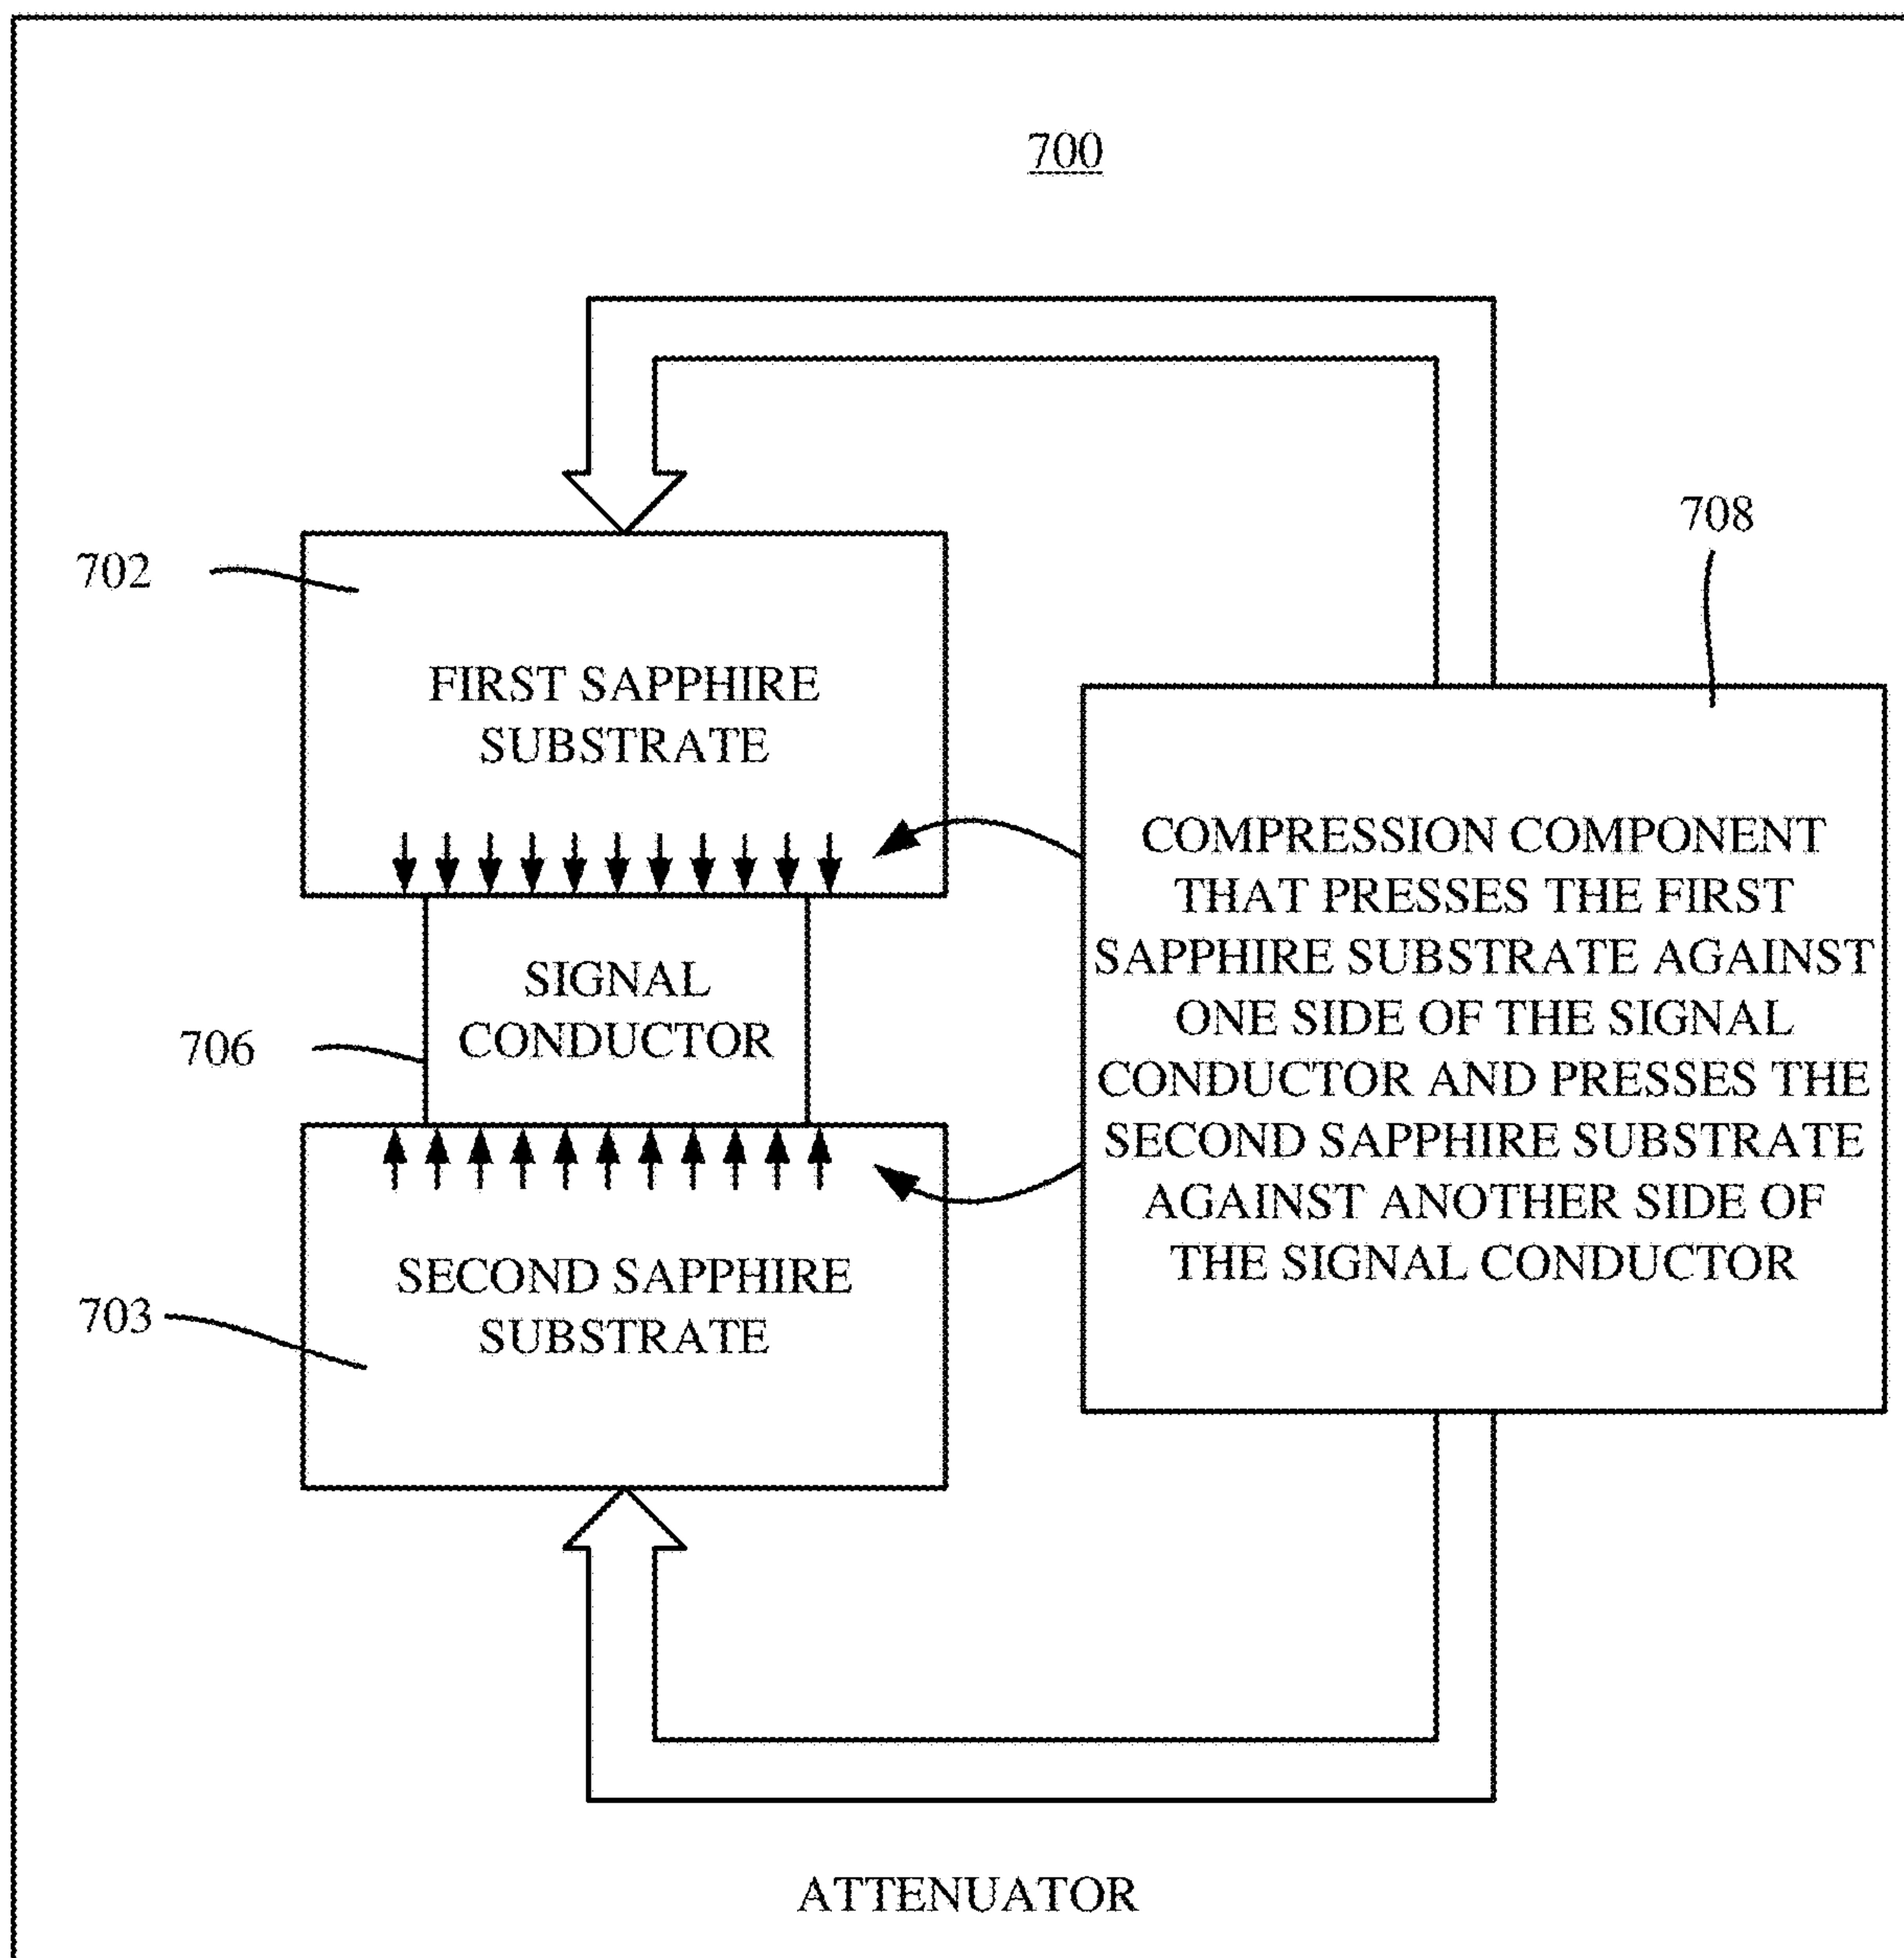 700
702
FIRST SAPPHIRE
SUBSTRATE
708
COMPRESSION COMPONENT
THAT PRESSES THE FIRST
SAPPHIRE SUBSTRATE AGAINST
ONE SIDE OF THE SIGNAL
CONDUCTOR AND PRESSES THE
SECOND SAPPHIRE SUBSTRATE
AGAINST ANOTHER SIDE OF
THE SIGNAL CONDUCTOR
SIGNAL
CONDUCTOR
706
SECOND SAPPHIRE
SUBSTRATE
703
ATTENUATOR